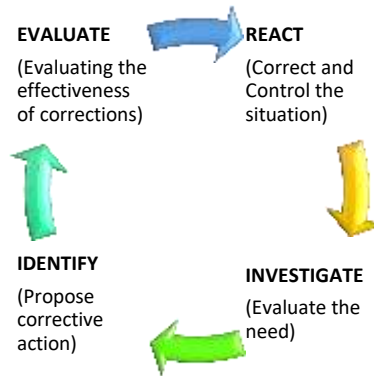 EVALUATE
(Evaluating the
effectiveness
of corrections)
REACT
(Correct and
Control the
situation)
IDENTIFY
(Propose
corrective
action)
INVESTIGATE
(Evaluate the
need)